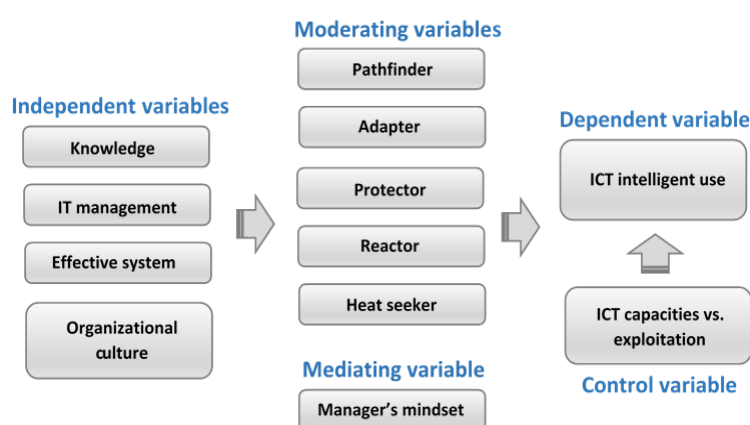 Independent variables
Knowledge
IT management
Effective system
Organizational
culture
Moderating variables
Pathfinder
Adapter
Protector
Reactor
Heat seeker
Mediating variable
Manager's mindset
Dependent variable
ICT intelligent use
ICT capacities vs.
exploitation
Control variable